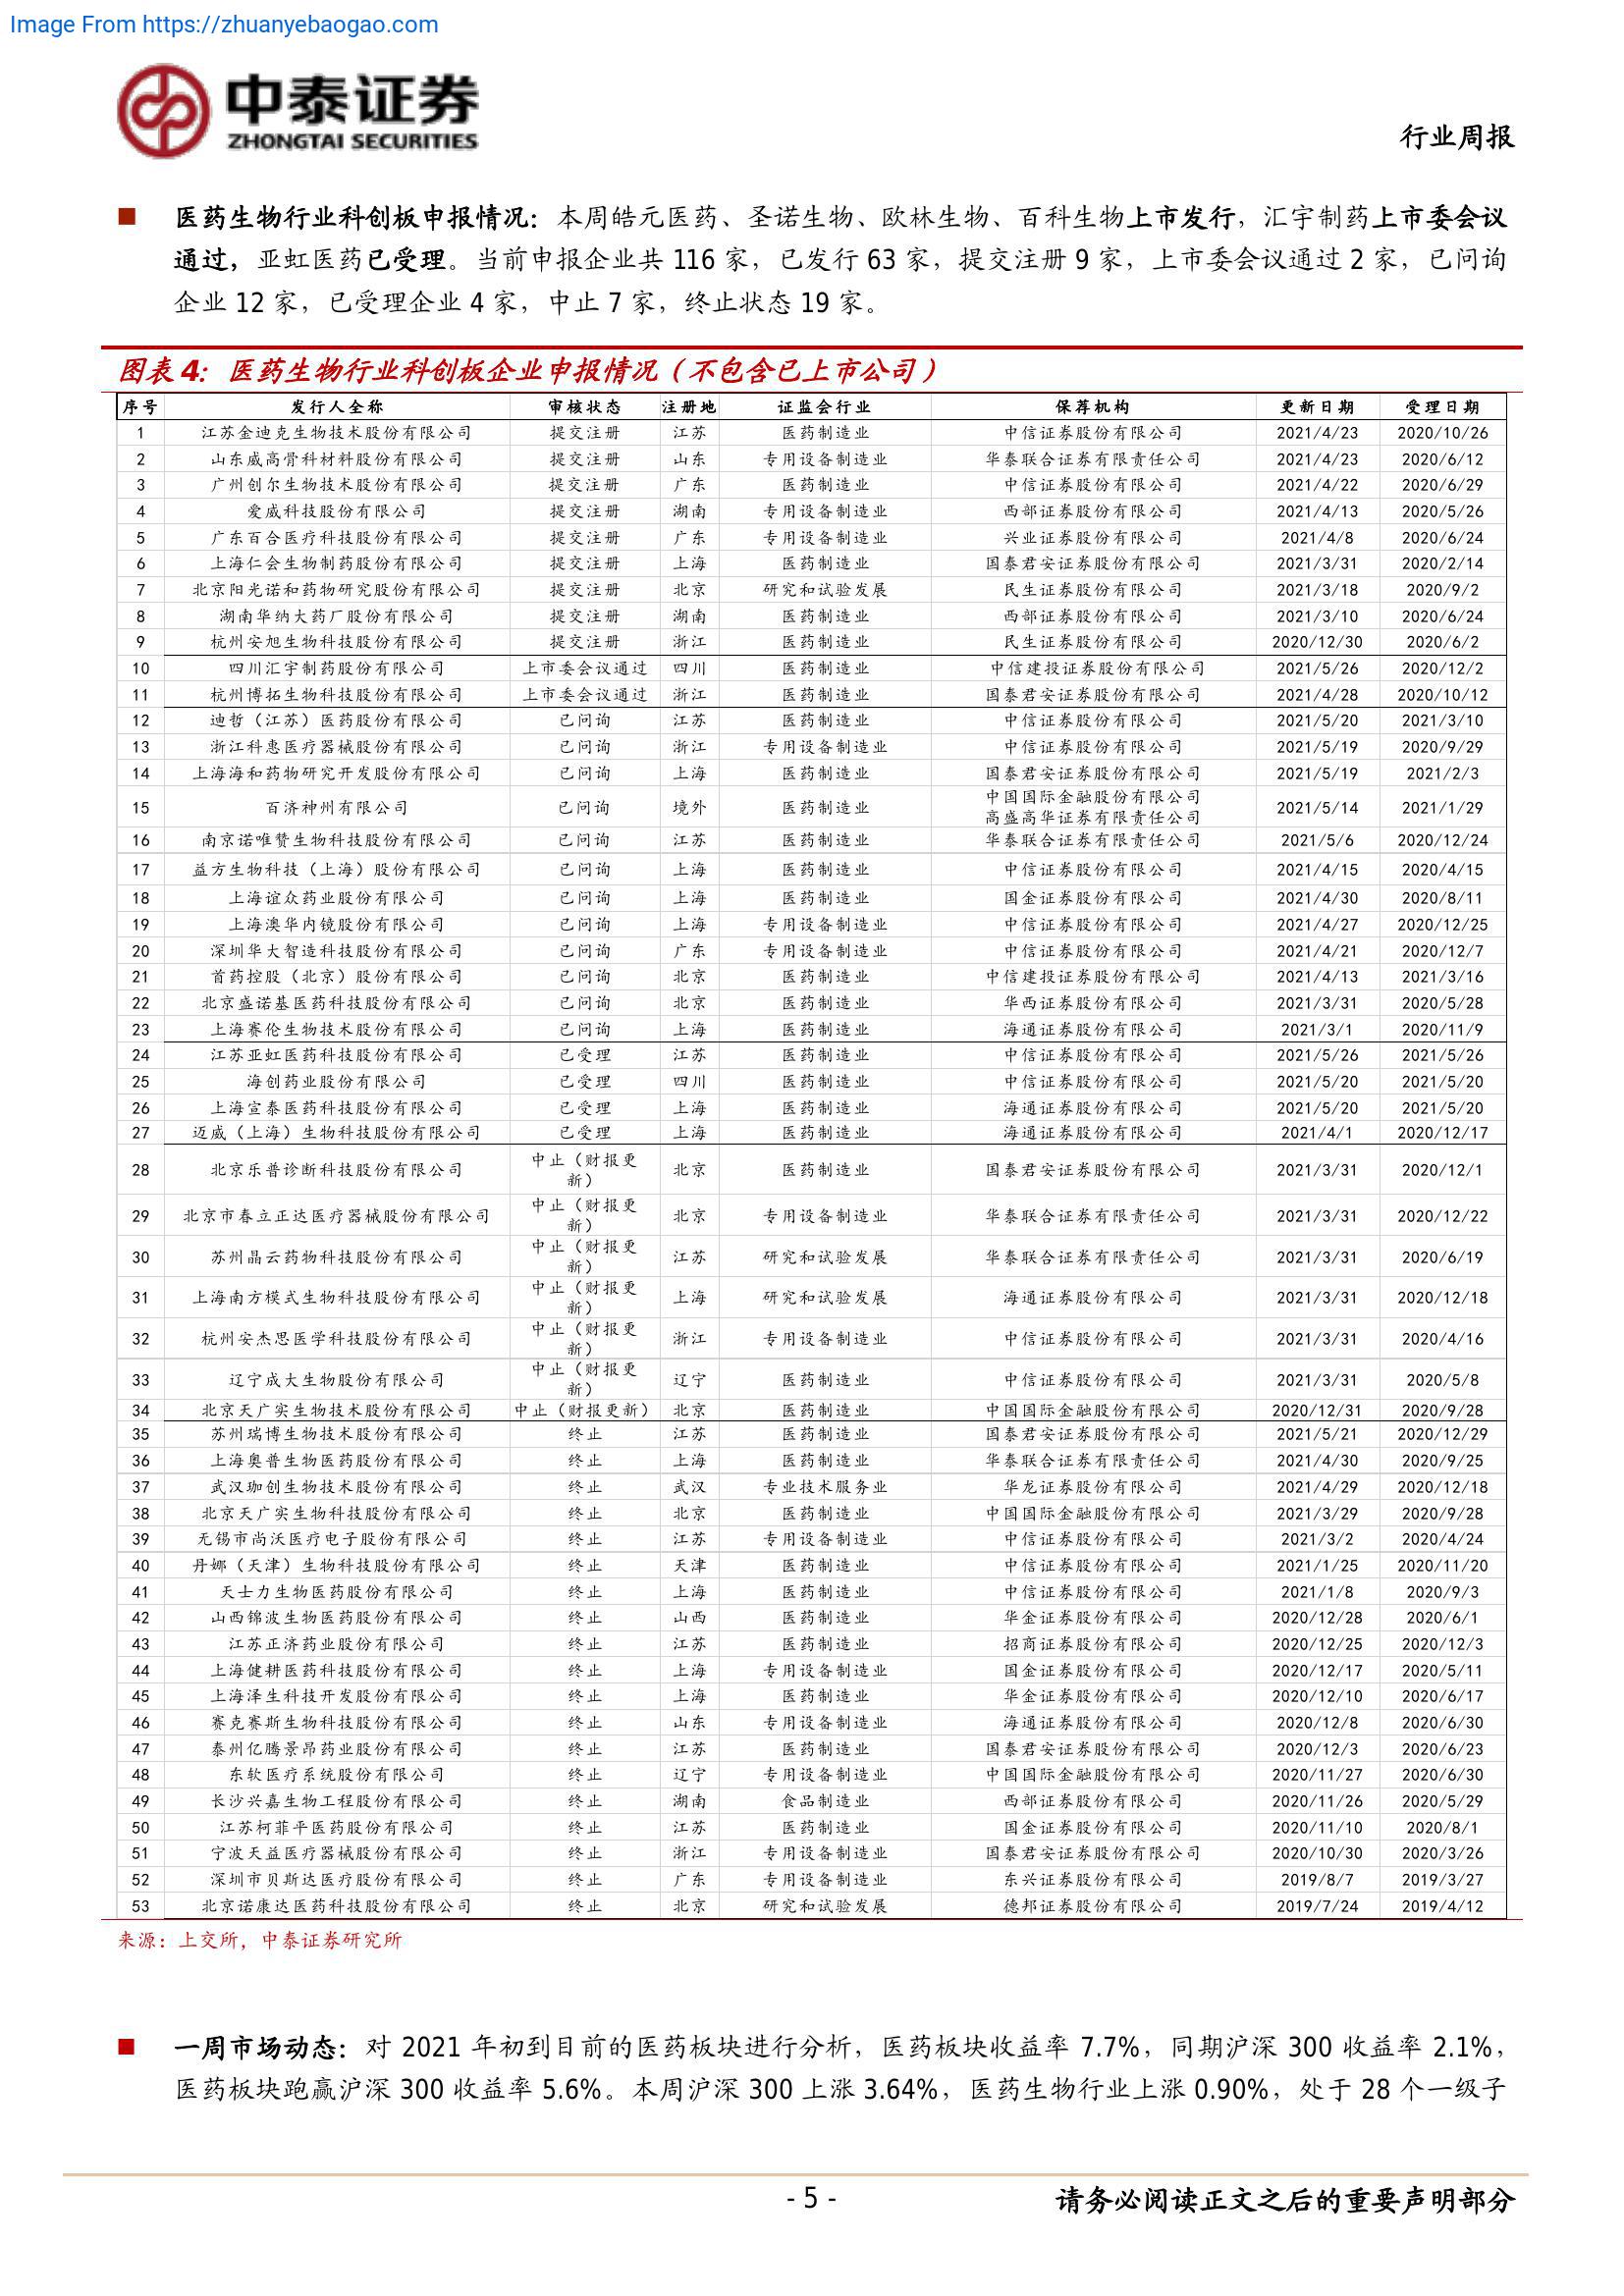 Image From https://zhuanyebaogao.com
中泰证券
ZHONGTAI SECURITIES
行业周报
医药生物行业科创板申报情况：本周皓元医药、圣诺生物、欧林生物、百科生物上市发行，汇宇制药上市委会议
通过，亚虹医药已受理。当前申报企业共 116 家，已发行 63 家，提交注册 9 家，上市委会议通过 2 家，已问询
企业 12 家，已受理企业 4 家，中止 7 家，终止状态 19 家。
图表 4：医药生物行业科创板企业申报情况（不包含已上市公司）
序号 发行人全称 审核状态 注册地 证监会行业 保荐机构 更新日期 受理日期
1 江苏金迪克生物技术股份有限公司 提交注册 江苏 医药制造业 中信证券股份有限公司 2021/4/23 2020/10/26
2 山东威高骨科材料股份有限公司 提交注册 山东 专用设备制造业 华泰联合证券有限责任公司 2021/4/23 2020/6/12
3 广州创尔生物技术股份有限公司 提交注册 广东 医药制造业 中信证券股份有限公司 2021/4/22 2020/6/29
4 爱威科技股份有限公司 提交注册 湖南 专用设备制造业 西部证券股份有限公司 2021/4/13 2020/5/26
5 广东百合医疗科技股份有限公司 提交注册 广东 专用设备制造业 兴业证券股份有限公司 2021/4/8 2020/6/24
6 上海仁会生物制药股份有限公司 提交注册 上海 医药制造业 国泰君安证券股份有限公司 2021/3/31 2020/2/14
7 北京阳光诺和药物研究股份有限公司 提交注册 北京 研究和试验发展 民生证券股份有限公司 2021/3/18 2020/9/2
8 湖南华纳大药厂股份有限公司 提交注册 湖南 医药制造业 西部证券股份有限公司 2021/3/10 2020/6/24
9 杭州安旭生物科技股份有限公司 提交注册 浙江 医药制造业 民生证券股份有限公司 2020/12/30 2020/6/2
10 四川汇宇制药股份有限公司 上市委会议通过 四川 医药制造业 中信建投证券股份有限公司 2021/5/26 2020/12/2
11 杭州博拓生物科技股份有限公司 上市委会议通过 浙江 医药制造业 国泰君安证券股份有限公司 2021/4/28 2020/10/12
12 迪哲（江苏）医药股份有限公司 已问询 江苏 医药制造业 中信证券股份有限公司 2021/5/20 2021/3/10
13 浙江科惠医疗器械股份有限公司 已问询 浙江 专用设备制造业 中信证券股份有限公司 2021/5/19 2020/9/29
14 上海海和药物研究开发股份有限公司 已问询 上海 医药制造业 国泰君安证券股份有限公司 2021/5/19 2021/2/3
15 百济神州有限公司 已问询 境外 医药制造业 中国国际金融股份有限公司 2021/5/14 2021/1/29
高盛高华证券有限责任公司
16 南京诺唯赞生物科技股份有限公司 已问询 江苏 医药制造业 华泰联合证券有限责任公司 2021/5/6 2020/12/24
17 益方生物科技（上海）股份有限公司 已问询 上海 医药制造业 中信证券股份有限公司 2021/4/15 2020/4/15
18 上海谊众药业股份有限公司 已问询 上海 医药制造业 国金证券股份有限公司 2021/4/30 2020/8/11
19 上海澳华内镜股份有限公司 已问询 上海 专用设备制造业 中信证券股份有限公司 2021/4/27 2020/12/25
20 深圳华大智造科技股份有限公司 已问询 广东 专用设备制造业 中信证券股份有限公司 2021/4/21 2020/12/7
21 首药控股（北京）股份有限公司 已问询 北京 医药制造业 中信建投证券股份有限公司 2021/4/13 2021/3/16
22 北京盛诺基医药科技股份有限公司 已问询 北京 医药制造业 华西证券股份有限公司 2021/3/31 2020/5/28
23 上海赛伦生物技术股份有限公司 已问询 上海 医药制造业 海通证券股份有限公司 2021/3/1 2020/11/9
24 江苏亚虹医药科技股份有限公司 已受理 江苏 医药制造业 中信证券股份有限公司 2021/5/26 2021/5/26
25 海创药业股份有限公司 已受理 四川 医药制造业 中信证券股份有限公司 2021/5/20 2021/5/20
26 上海宣泰医药科技股份有限公司 已受理 上海 医药制造业 海通证券股份有限公司 2021/5/20 2021/5/20
27 迈威（上海）生物科技股份有限公司 已受理 上海 医药制造业 海通证券股份有限公司 2021/4/1 2020/12/17
28 北京乐普诊断科技股份有限公司 中止（财报更新） 北京 医药制造业 国泰君安证券股份有限公司 2021/3/31 2020/12/1
29 北京市春立正达医疗器械股份有限公司 中止（财报更新） 北京 专用设备制造业 华泰联合证券有限责任公司 2021/3/31 2020/12/22
30 苏州晶云药物科技股份有限公司 中止（财报更新） 江苏 研究和试验发展 华泰联合证券有限责任公司 2021/3/31 2020/6/19
31 上海南方模式生物科技股份有限公司 中止（财报更新） 上海 研究和试验发展 海通证券股份有限公司 2021/3/31 2020/12/18
32 杭州安杰思医学科技股份有限公司 中止（财报更新） 浙江 专用设备制造业 中信证券股份有限公司 2021/3/31 2020/4/16
33 辽宁成大生物股份有限公司 中止（财报更新） 辽宁 医药制造业 中信证券股份有限公司 2021/3/31 2020/5/8
34 北京天广实生物技术股份有限公司 中止（财报更新） 北京 医药制造业 中国国际金融股份有限公司 2020/12/31 2020/9/28
35 苏州瑞博生物技术股份有限公司 终止 江苏 医药制造业 国泰君安证券股份有限公司 2021/5/21 2020/12/29
36 上海奥普生物医药股份有限公司 终止 上海 医药制造业 华泰联合证券有限责任公司 2021/4/30 2020/9/25
37 武汉珈创生物技术股份有限公司 终止 武汉 专业技术服务业 华龙证券股份有限公司 2021/4/29 2020/12/18
38 北京天广实生物科技股份有限公司 终止 北京 医药制造业 中国国际金融股份有限公司 2021/3/29 2020/9/28
39 无锡市尚沃医疗电子股份有限公司 终止 江苏 专用设备制造业 中信证券股份有限公司 2021/3/2 2020/4/24
40 丹娜（天津）生物科技股份有限公司 终止 天津 医药制造业 中信证券股份有限公司 2021/1/25 2020/11/20
41 天士力生物医药股份有限公司 终止 上海 医药制造业 中信证券股份有限公司 2021/1/8 2020/9/3
42 山西锦波生物医药股份有限公司 终止 山西 医药制造业 华金证券股份有限公司 2020/12/28 2020/6/1
43 江苏正济药业股份有限公司 终止 江苏 医药制造业 招商证券股份有限公司 2020/12/25 2020/12/3
44 上海健耕医药科技股份有限公司 终止 上海 专用设备制造业 国金证券股份有限公司 2020/12/17 2020/5/11
45 上海泽生科技开发股份有限公司 终止 上海 医药制造业 华金证券股份有限公司 2020/12/10 2020/6/17
46 赛克赛斯生物科技股份有限公司 终止 山东 专用设备制造业 海通证券股份有限公司 2020/12/8 2020/6/30
47 泰州亿腾景昂药业股份有限公司 终止 江苏 医药制造业 国泰君安证券股份有限公司 2020/12/3 2020/6/23
48 东软医疗系统股份有限公司 终止 辽宁 专用设备制造业 中国国际金融股份有限公司 2020/11/27 2020/6/30
49 长沙兴嘉生物工程股份有限公司 终止 湖南 食品制造业 西部证券股份有限公司 2020/11/26 2020/5/29
50 江苏柯菲平医药股份有限公司 终止 江苏 医药制造业 国金证券股份有限公司 2020/11/10 2020/8/1
51 宁波天益医疗器械股份有限公司 终止 浙江 专用设备制造业 国泰君安证券股份有限公司 2020/10/30 2020/3/26
52 深圳市贝斯达医疗股份有限公司 终止 广东 专用设备制造业 东兴证券股份有限公司 2019/8/7 2019/3/27
53 北京诺康达医药科技股份有限公司 终止 北京 研究和试验发展 德邦证券股份有限公司 2019/7/24 2019/4/12
来源：上交所，中泰证券研究所
一周市场动态：对 2021 年初到目前的医药板块进行分析，医药板块收益率 7.7%，同期沪深 300 收益率 2.1%，
医药板块跑赢沪深 300 收益率 5.6%。本周沪深 300 上涨 3.64%，医药生物行业上涨 0.90%，处于 28 个一级子
- 5 -
请务必阅读正文之后的重要声明部分